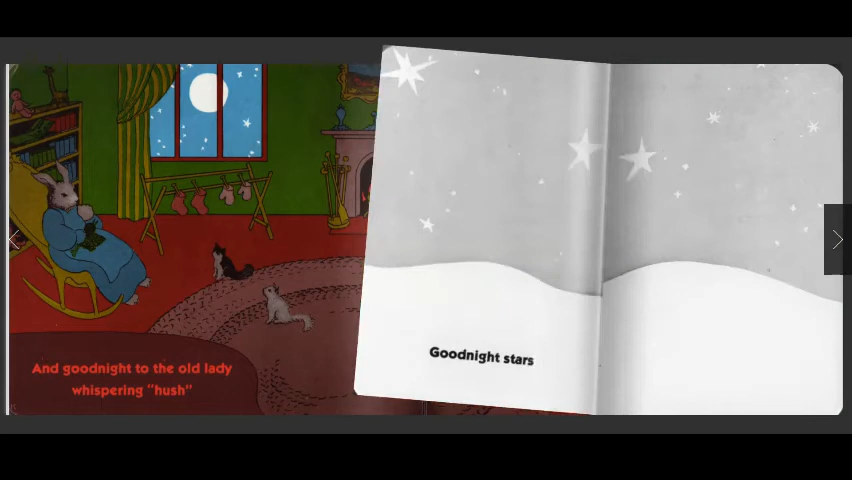 And goodnight to the old lady
whispering "hush"
Goodnight stars